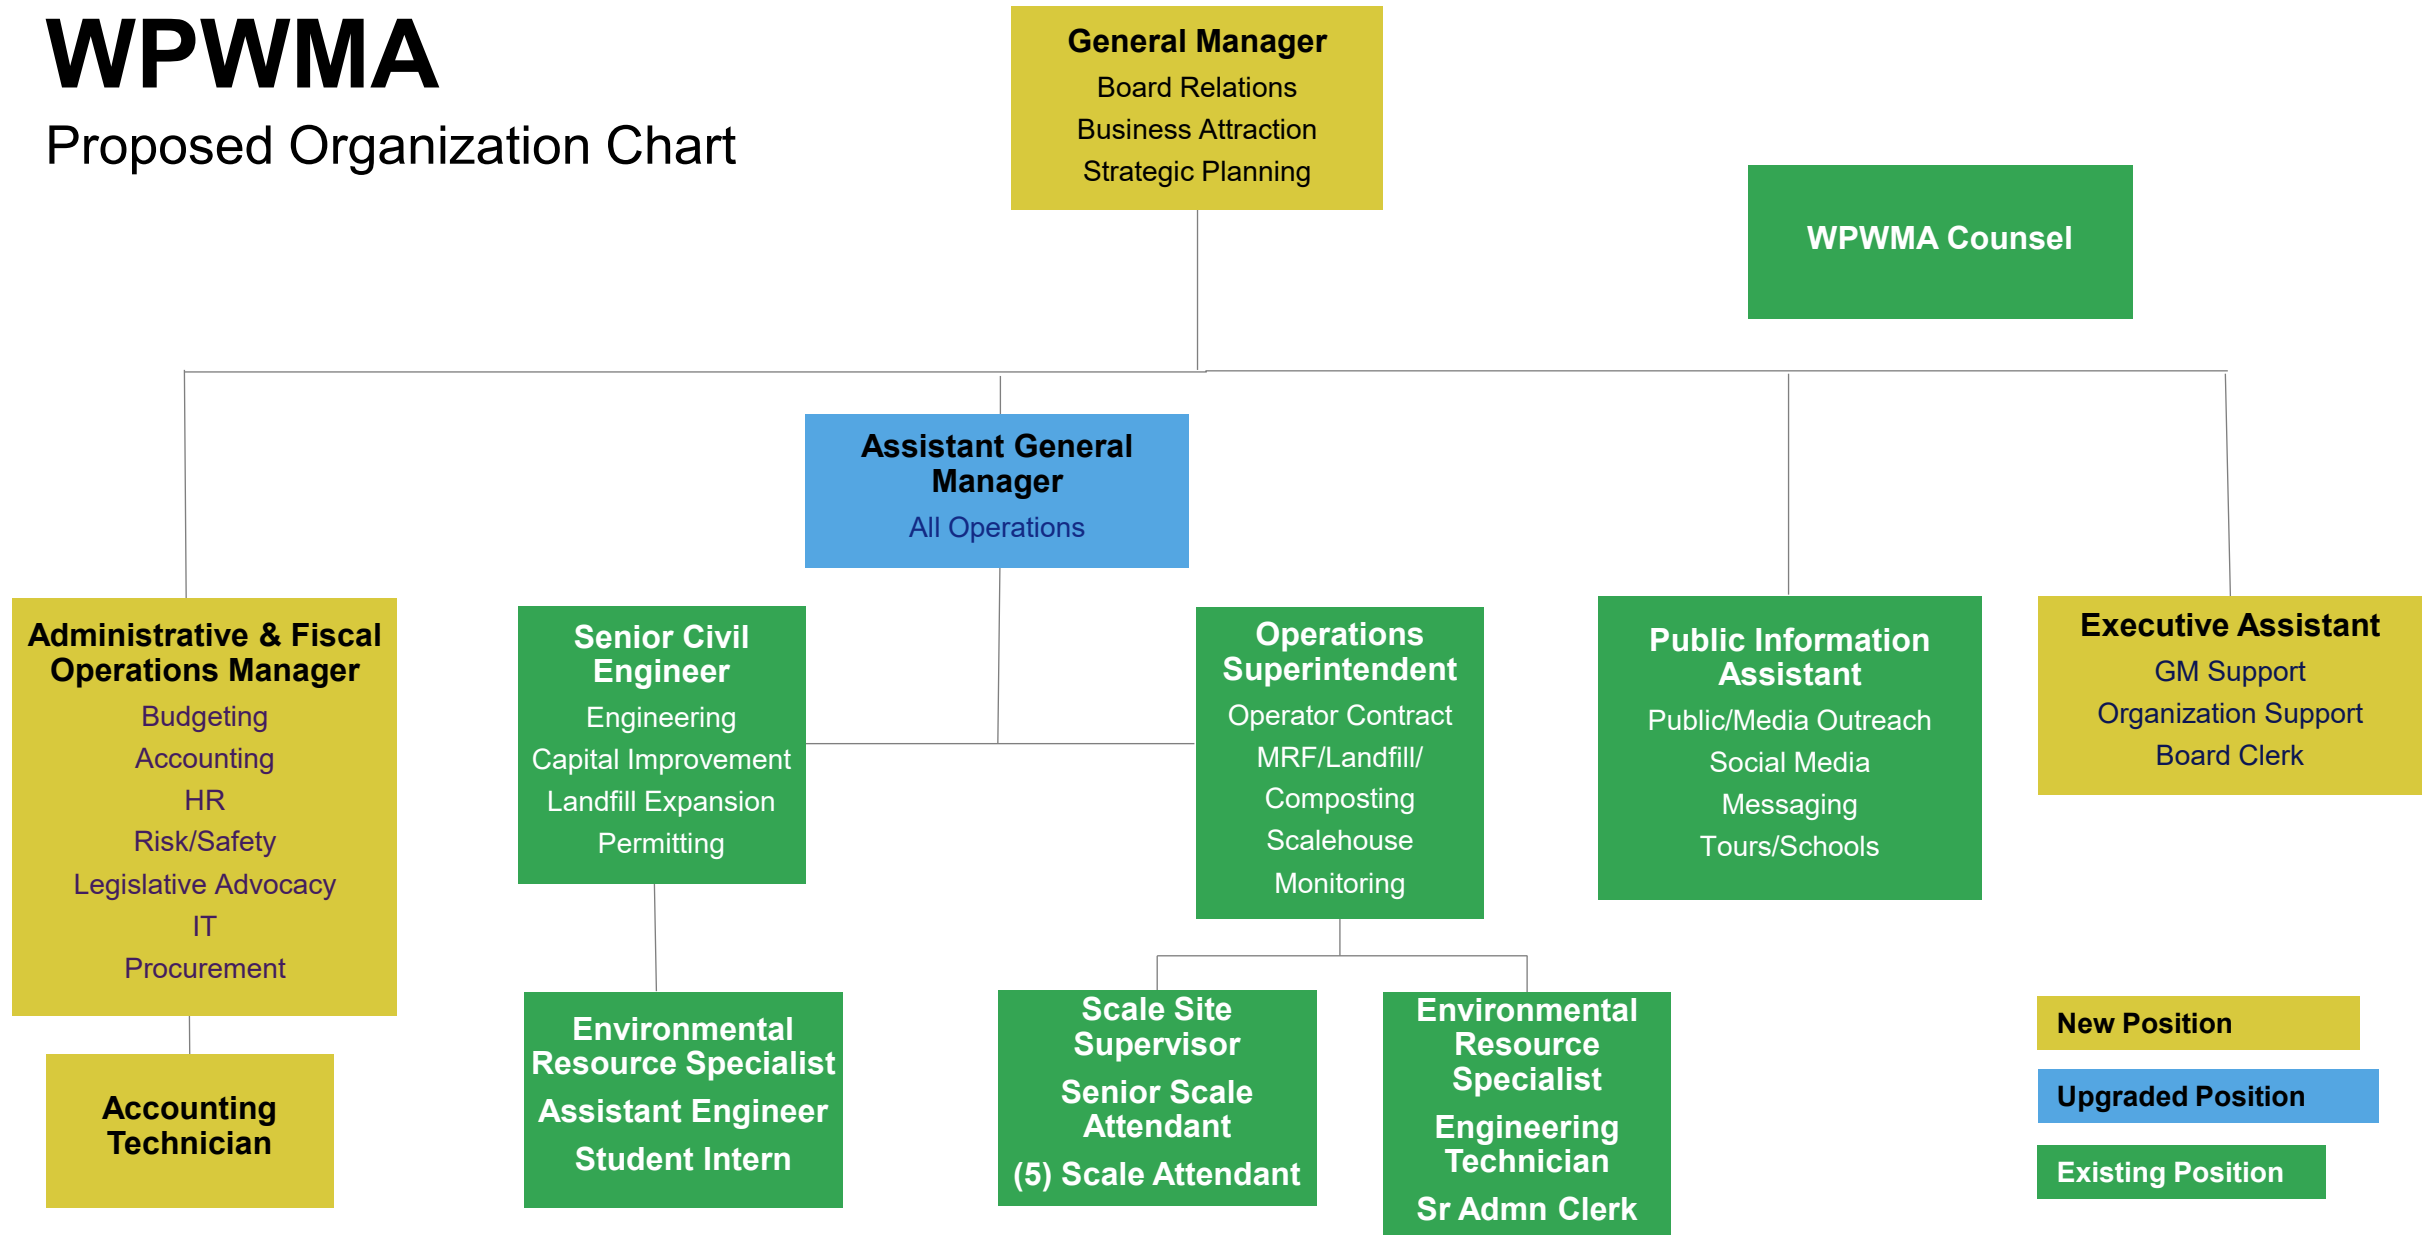 WPWMA
Proposed Organization Chart
General Manager
Board Relations
Business Attraction
Strategic Planning
WPWMA Counsel
Assistant General
Manager
All Operations
Administrative & Fiscal
Operations Manager
Budgeting
Accounting
HR
Risk/Safety
Legislative Advocacy
IT
Procurement
Senior Civil
Engineer
Engineering
Capital Improvement
Landfill Expansion
Permitting
Operations
Superintendent
Operator Contract
MRF/Landfill/
Composting
Scalehouse
Monitoring
Public Information
Assistant
Public/Media Outreach
Social Media
Messaging
Tours/Schools
Executive Assistant
GM Support
Organization Support
Board Clerk
Accounting
Technician
Environmental
Resource Specialist
Assistant Engineer
Student Intern
Scale Site
Supervisor
Senior Scale
Attendant
(5) Scale Attendant
Environmental
Resource
Specialist
Engineering
Technician
Sr Admn Clerk
New Position
Upgraded Position
Existing Position